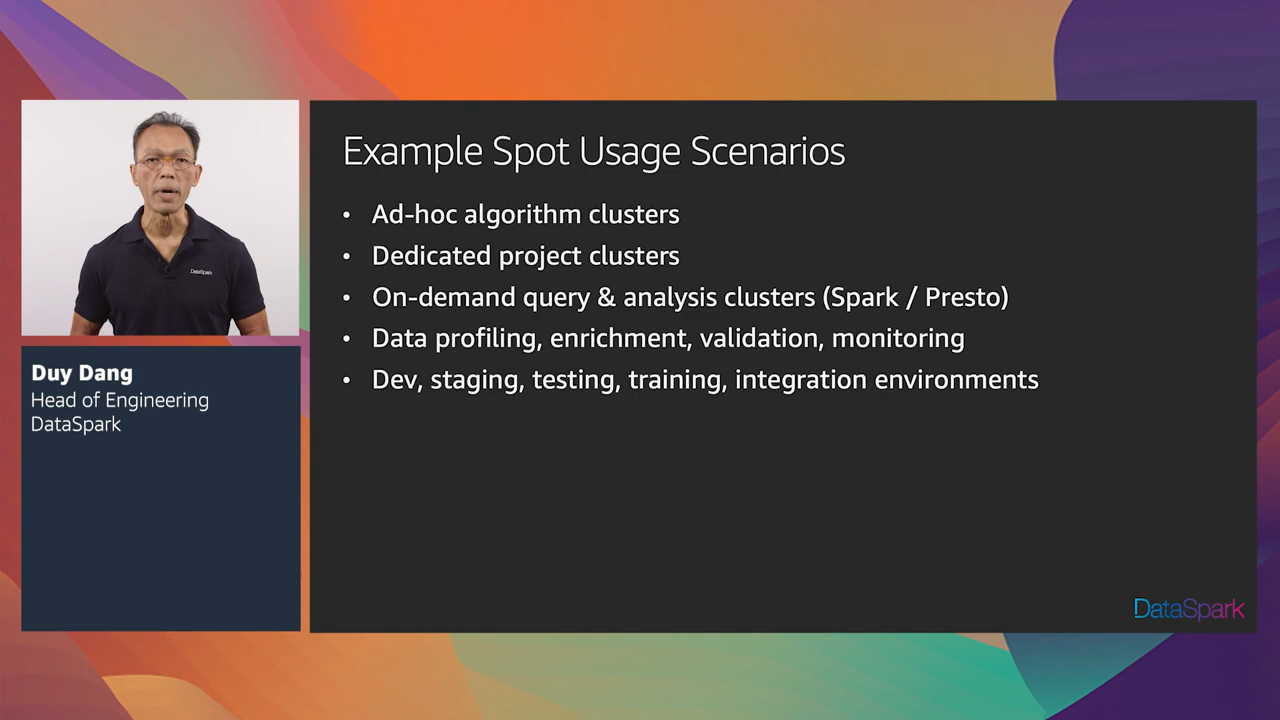 Example Spot Usage Scenarios
• Ad-hoc algorithm clusters
• Dedicated project clusters
• On-demand query & analysis clusters (Spark / Presto)
• Data profiling, enrichment, validation, monitoring
• Dev, staging, testing, training, integration environments
DataSpark
Duy Dang
Head of Engineering
DataSpark
DataSpark